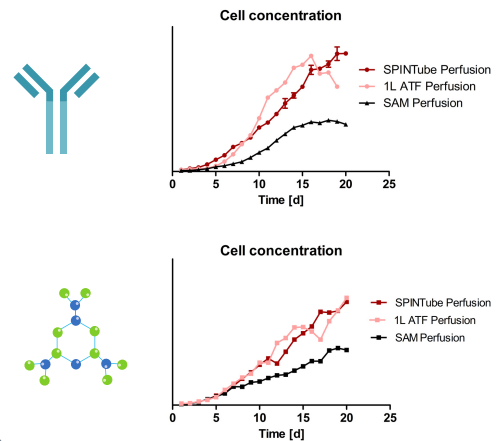 Cell concentration
SPINTube Perfusion
1L ATF Perfusion
SAM Perfusion
0 5 10 15 20 25
Time [d]
Cell concentration
SPINTube Perfusion
1L ATF Perfusion
SAM Perfusion
0 5 10 15 20 25
Time [d]